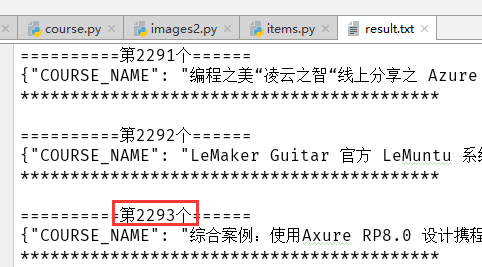 course.py images2.py items.py result.txt
==========第2291个======
{"COURSE_NAME": "编程之美“凌云之智“线上分享之 Azure
******************************************
==========第2292个======
{"COURSE_NAME": "LeMaker Guitar 官方 LeMuntu 系
******************************************
==========第2293个======
{"COURSE_NAME": "综合案例：使用Axure RP8.0 设计携程
******************************************